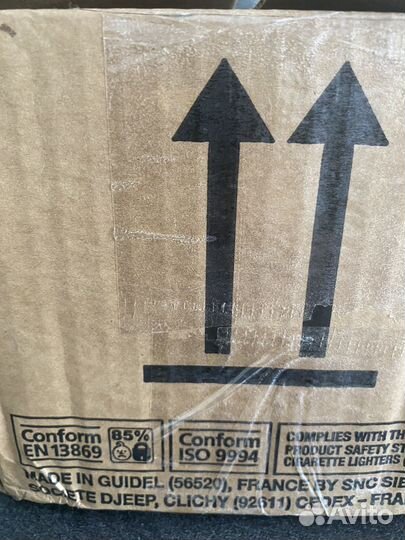 Conform
EN 13869
85%
Conform
ISO 9994
COMPLIES WITH TH
PRODUCT SAFETY ST
CIGARETTE LIGHTERS (
MADE IN GUIDEL (56520), FRANCE BY SNC SIE
SOCIETE DJEEP, CLICHY (92611) CEDEX - FRA
Avito